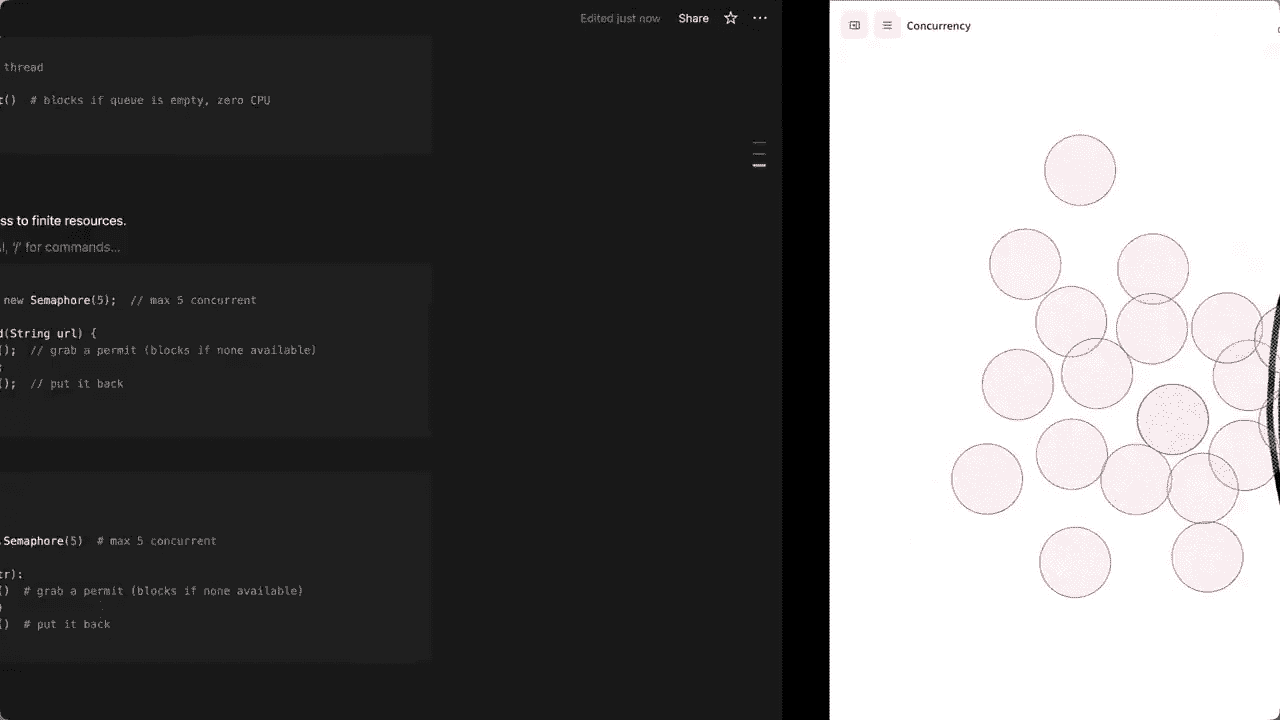 Edited just now Share
thread
t() # blocks if queue is empty, zero CPU
ss to finite resources.
I, '/' for commands...
new Semaphore(5); // max 5 concurrent
d(String url) {
(); // grab a permit (blocks if none available)
;
(); // put it back
Semaphore(5) # max 5 concurrent
tr):
() # grab a permit (blocks if none available)
)
() # put it back
Concurrency